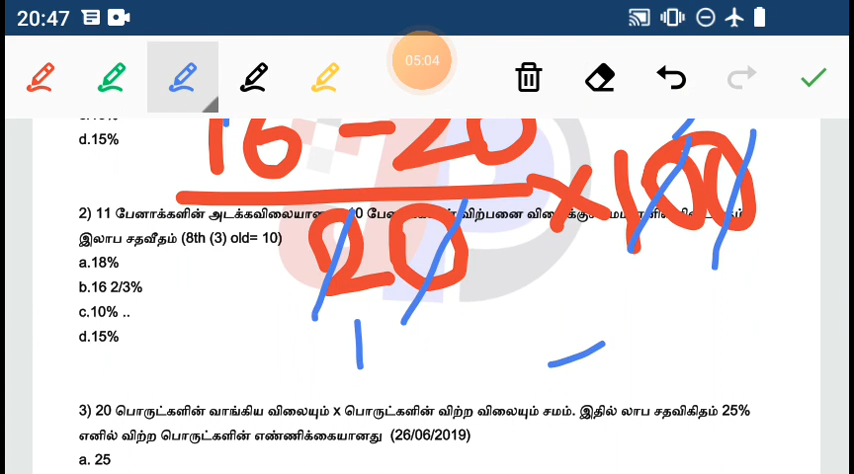 20:47
05:04
d.15%
16 - 20
20 × 100
2) 11 பேனாக்களின் அடக்கவிலையா
இலாப சதவீதம் (8th (3) old= 10)
a.18%
b.16 2/3%
c.10% ..
d.15%
3) 20 பொருட்களின் வாங்கிய விலையும் x பொருட்களின் விற்ற விலையும் சமம். இதில் லாப சதவிகிதம் 25%
எனில் விற்ற பொருட்களின் எண்ணிக்கையானது (26/06/2019)
a. 25